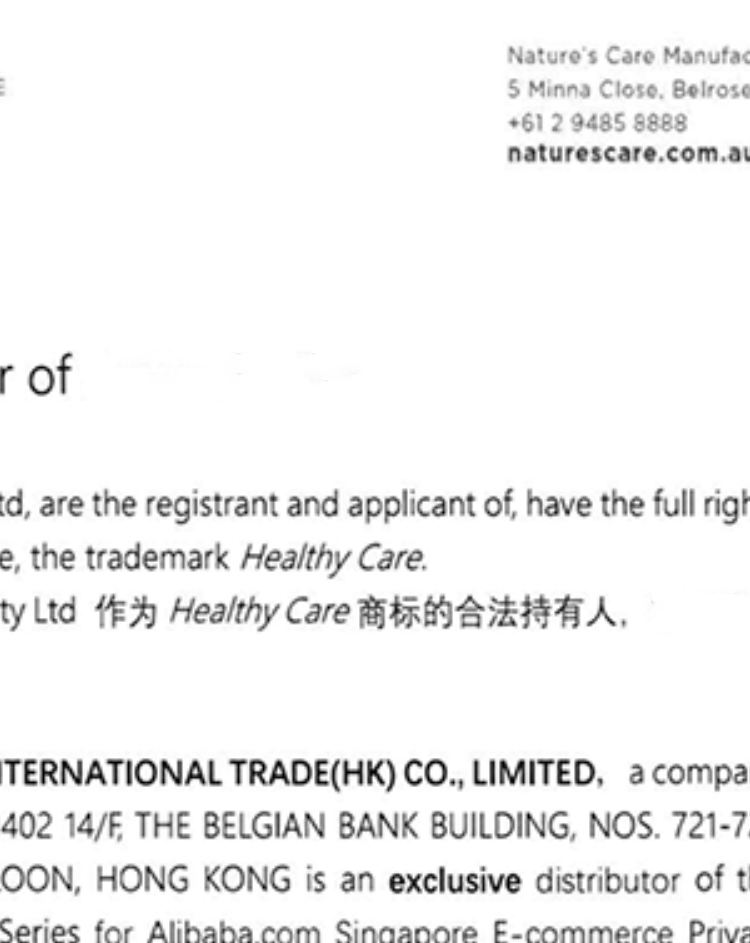 Nature's Care Manufac
E
5 Minna Close, Belrose
+61 2 9485 8888
naturescare.com.au
r of
td, are the registrant and applicant of, have the full righ
e, the trademark Healthy Care.
ty Ltd 作为 Healthy Care 商标的合法持有人,
NTERNATIONAL TRADE(HK) CO., LIMITED, a compa
402 14/F, THE BELGIAN BANK BUILDING, NOS. 721-7
OON, HONG KONG is an exclusive distributor of t
Series for Alibaba.com Singapore E-commerce Priva